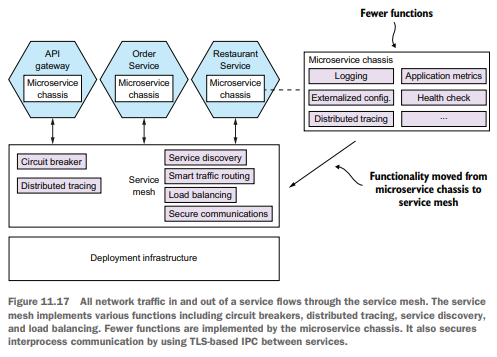 Fewer functions
API
gateway
Microservice
chassis
Order
Service
Microservice
chassis
Restaurant
Service
Microservice
chassis
Microservice chassis
Logging
Application metrics
Externalized config.
Health check
Distributed tracing
...
Circuit breaker
Distributed tracing
Service
mesh
Service discovery
Smart traffic routing
Load balancing
Secure communications
Functionality moved from
microservice chassis to
service mesh
Deployment infrastructure
Figure 11.17 All network traffic in and out of a service flows through the service mesh. The service
mesh implements various functions including circuit breakers, distributed tracing, service discovery,
and load balancing. Fewer functions are implemented by the microservice chassis. It also secures
interprocess communication by using TLS-based IPC between services.